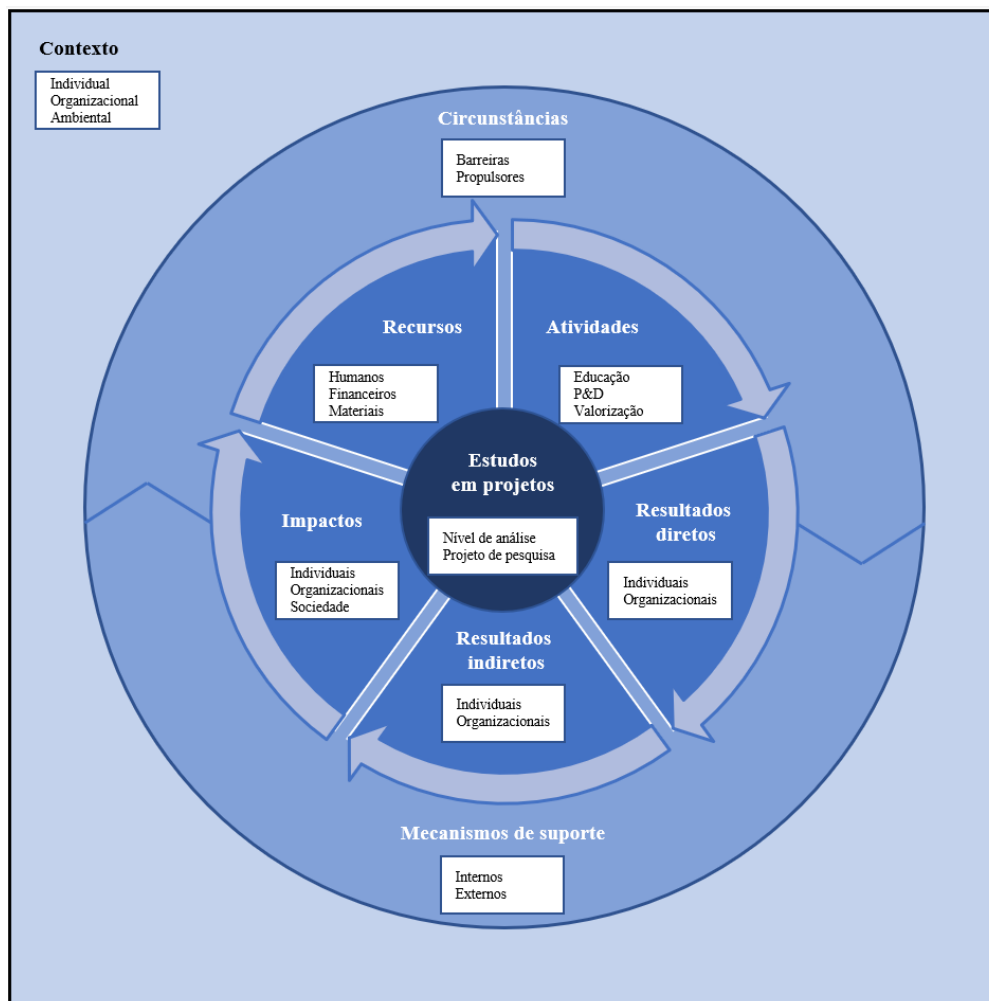 Contexto
Individual
Organizacional
Ambiental
Circunstâncias
Barreiras
Propulsores
Recursos
Humanos
Financeiros
Materiais
Atividades
Educação
P&D
Valorização
Estudos
em projetos
Nível de análise
Projeto de pesquisa
Impactos
Individuais
Organizacionais
Sociedade
Resultados
diretos
Individuais
Organizacionais
Resultados
indiretos
Individuais
Organizacionais
Mecanismos de suporte
Internos
Externos